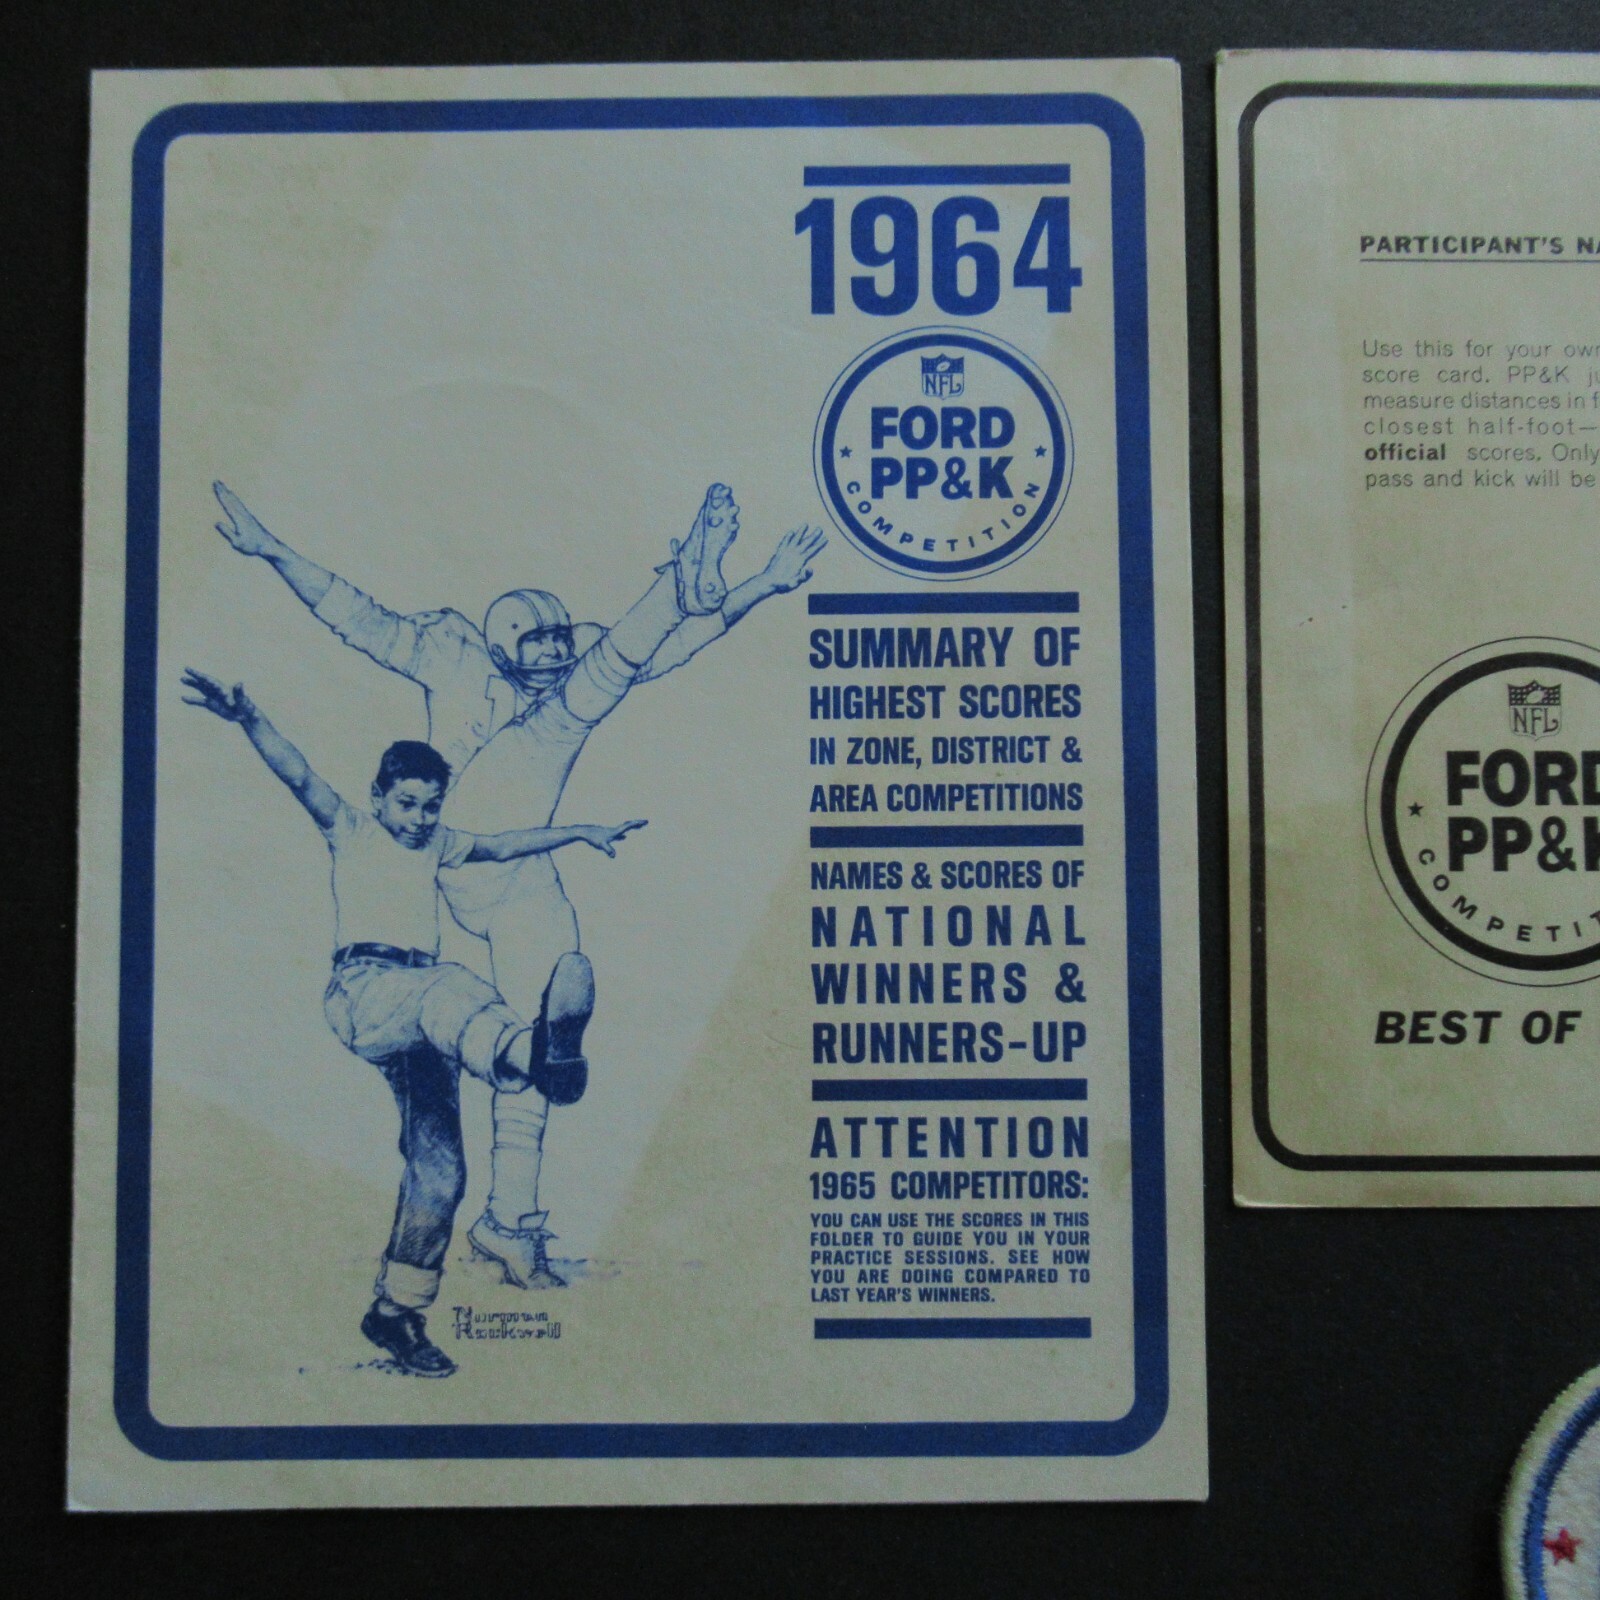 1964
NFL
FORD
PP&K
COMPETITION
SUMMARY OF
HIGHEST SCORES
IN ZONE, DISTRICT &
AREA COMPETITIONS
NAMES & SCORES OF
NATIONAL
WINNERS &
RUNNERS-UP
ATTENTION
1965 COMPETITORS:
YOU CAN USE THE SCORES IN THIS
FOLDER TO GUIDE YOU IN YOUR
PRACTICE SESSIONS. SEE HOW
YOU ARE DOING COMPARED TO
LAST YEAR'S WINNERS.
Norman
Rockwell
PARTICIPANT'S
Use this for your
score card. PP&K
measure distances in
closest half-foot—
official scores. Only
pass and kick will be
NFL
FORD
PP&K
BEST OF